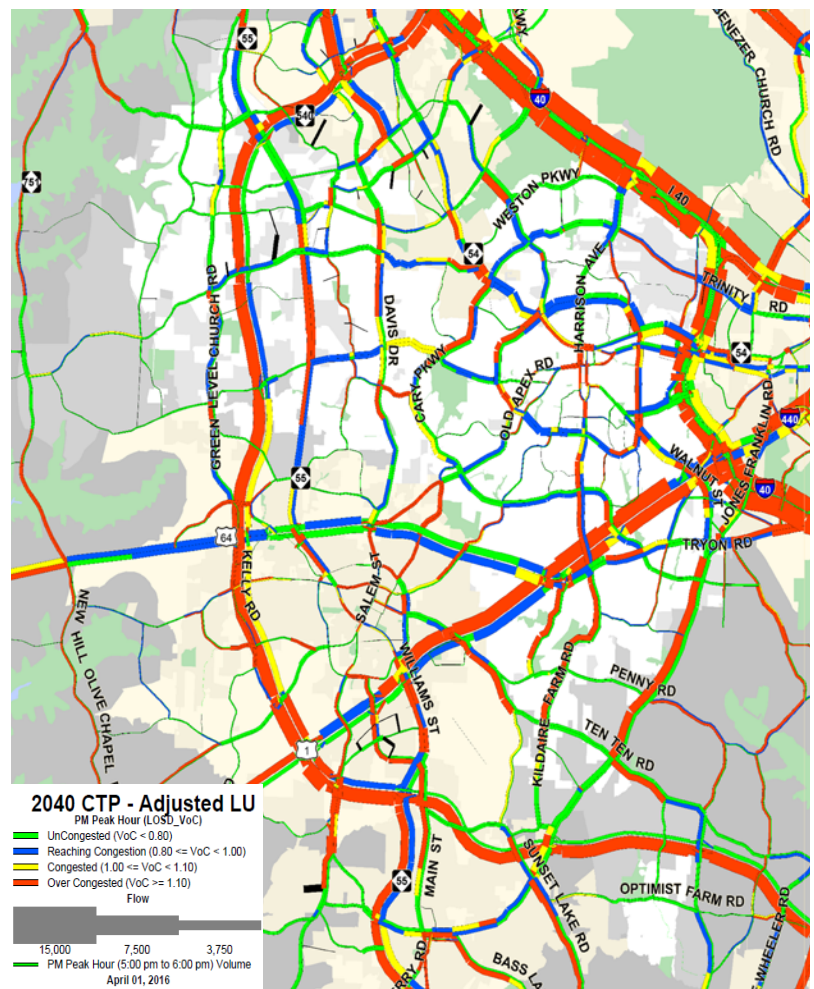 55
KWY
EBENEZER CHURCH RD
40
540
751
WESTON PKWY
I 40
54
HARRISON AVE
TRINITY RD
GREEN LEVEL CHURCH RD
DAVIS DR
CARY PKWY
OLD APEX RD
54
JONES FRANKLIN RD
440
WALNUT ST
55
40
64
TRYON RD
KELLY RD
SALEM ST
NEW HILL OLIVE CHAPEL
WILLIAMS ST
KILDAIRE FARM RD
PENNY RD
TEN TEN RD
1
MAIN ST
SUNSET LAKE RD
55
OPTIMIST FARM RD
WHEELER RD
RRY RD
BASS LA
2040 CTP - Adjusted LU
PM Peak Hour (LOSD_VoC)
UnCongested (VoC < 0.80)
Reaching Congestion (0.80 <= VoC < 1.00)
Congested (1.00 <= VoC < 1.10)
Over Congested (VoC >= 1.10)
Flow
15,000 7,500 3,750
PM Peak Hour (5:00 pm to 6:00 pm) Volume
April 01, 2016